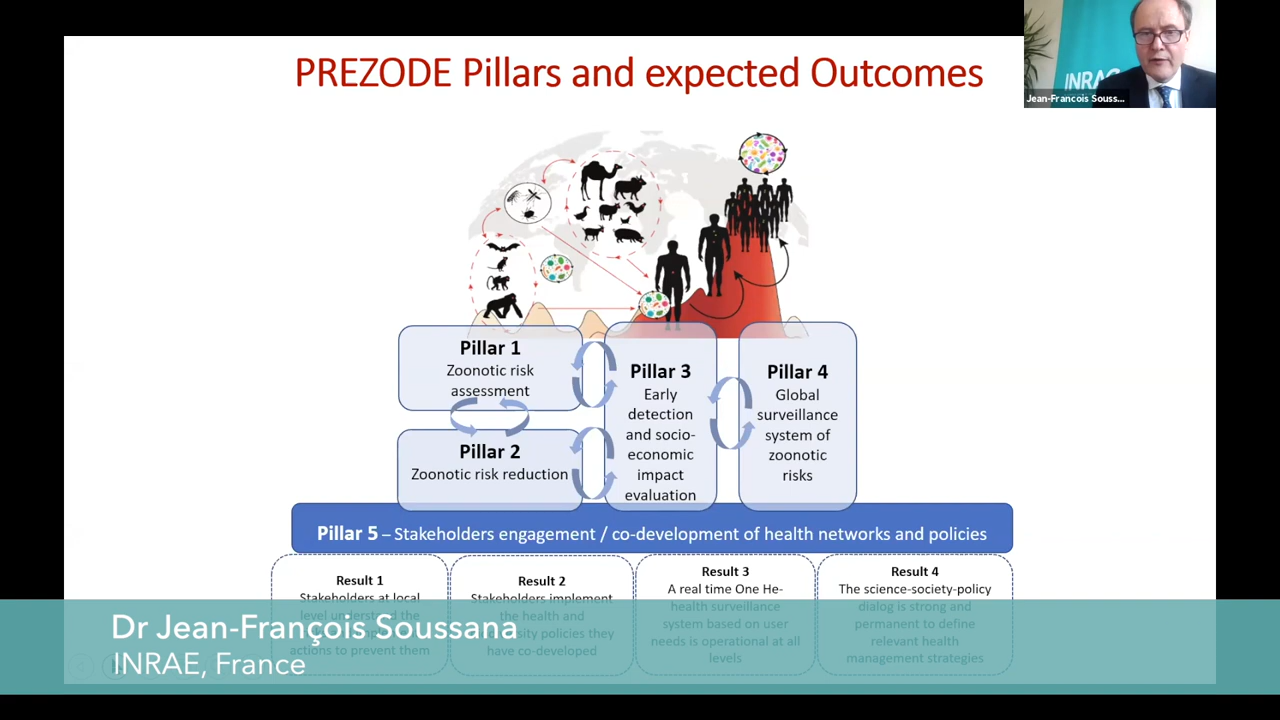 PREZODE Pillars and expected Outcomes
INRA
Jean-Francois Souss...
Pillar 1
Zoonotic risk
assessment
Pillar 2
Zoonotic risk reduction
Pillar 3
Early
detection
and socio-
economic
impact
evaluation
Pillar 4
Global
surveillance
system of
zoonotic
risks
Pillar 5 – Stakeholders engagement / co-development of health networks and policies
Result 1
Stakeholders at local
level understand the
actions to prevent them
Result 2
Stakeholders implement
the health and
policies they
have co-developed
Result 3
A real time One He-
health surveillance
system based on user
needs is operational at all
levels
Result 4
The science-society-policy
dialog is strong and
permanent to define
relevant health
management strategies
Dr Jean-François Soussana
INRAE, France